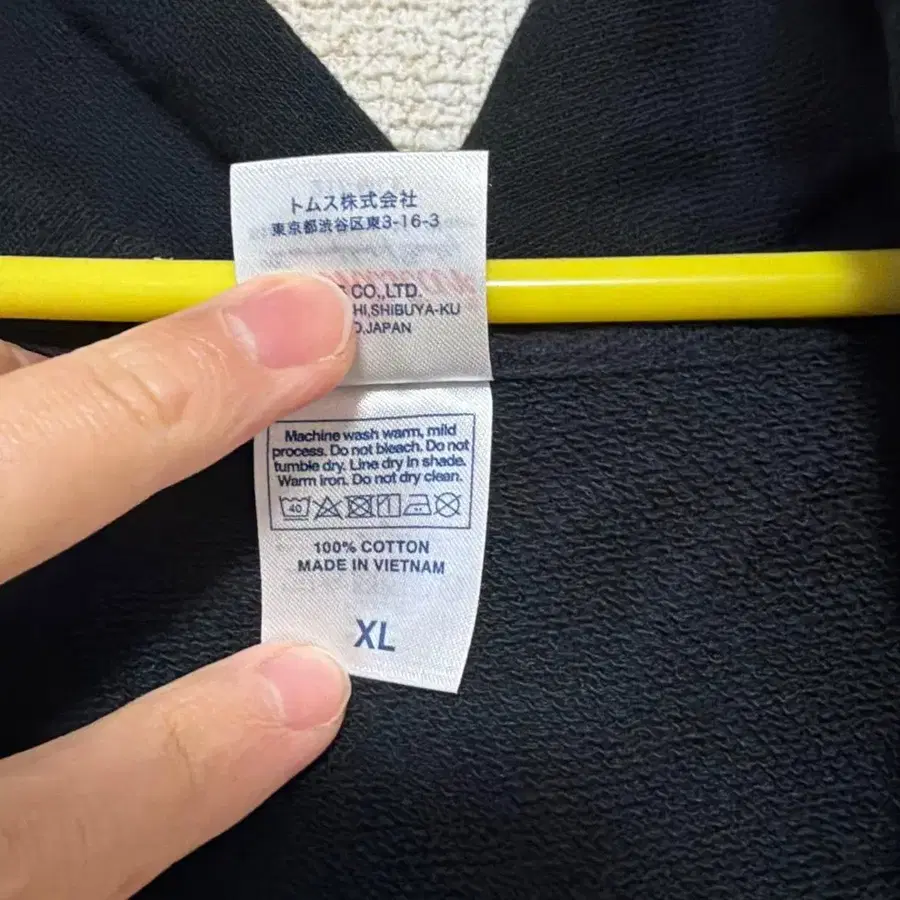 トムス株式会社
東京都渋谷区東3-16-3
CO.,LTD.
HI,SHIBUYA-KU
O,JAPAN
Machine wash warm, mild
process. Do not bleach. Do not
tumble dry. Line dry in shade.
Warm iron. Do not dry clean.
40
100% COTTON
MADE IN VIETNAM
XL